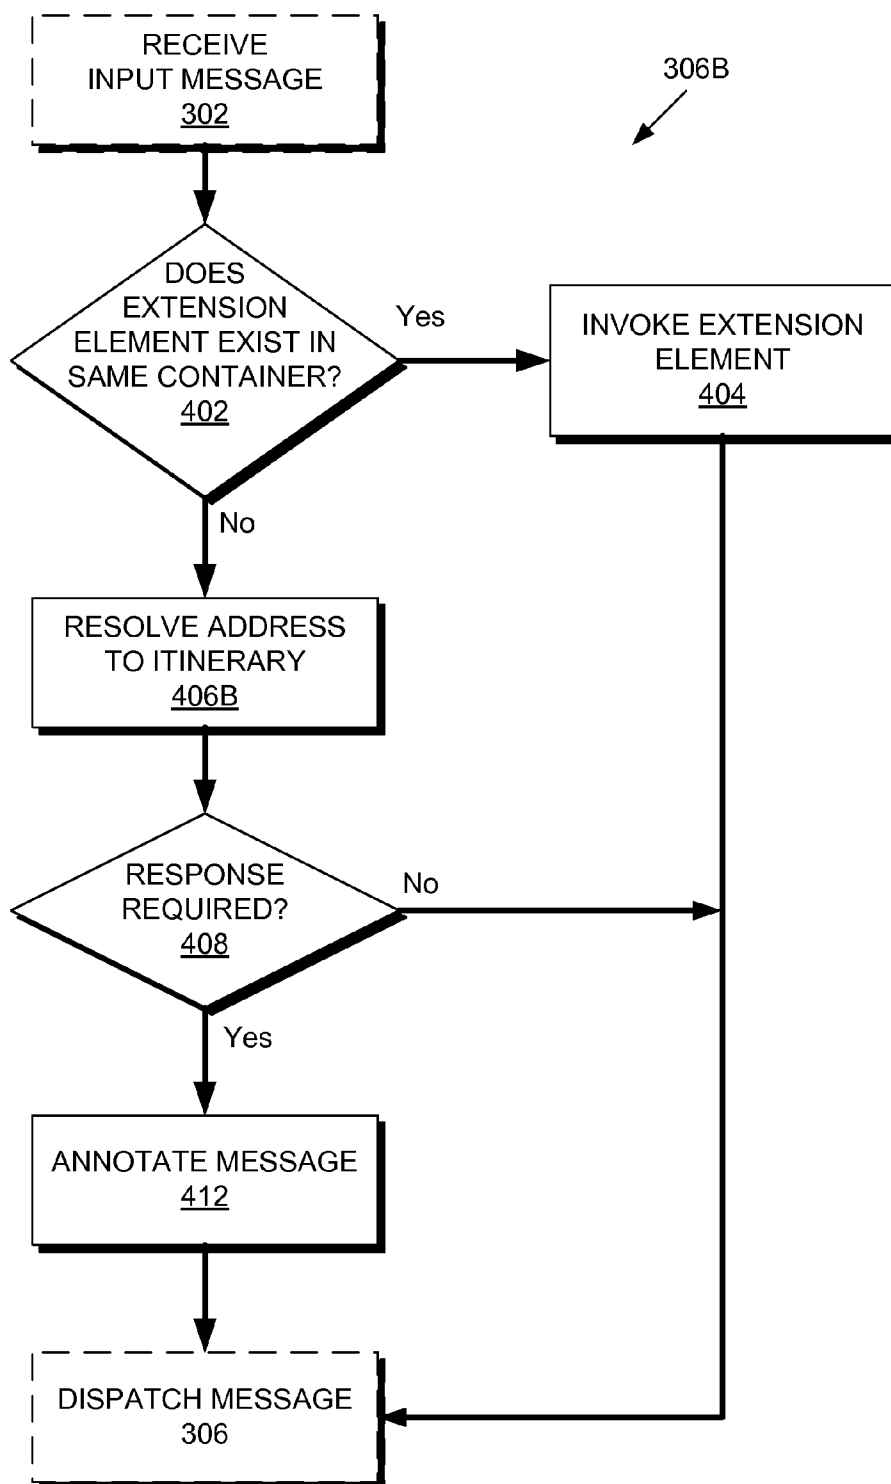 RECEIVE
INPUT MESSAGE
302
306B
DOES
EXTENSION
ELEMENT EXIST IN
SAME CONTAINER?
402
Yes
INVOKE EXTENSION
ELEMENT
404
No
RESOLVE ADDRESS
TO ITINERARY
406B
RESPONSE
REQUIRED?
408
No
Yes
ANNOTATE MESSAGE
412
DISPATCH MESSAGE
306